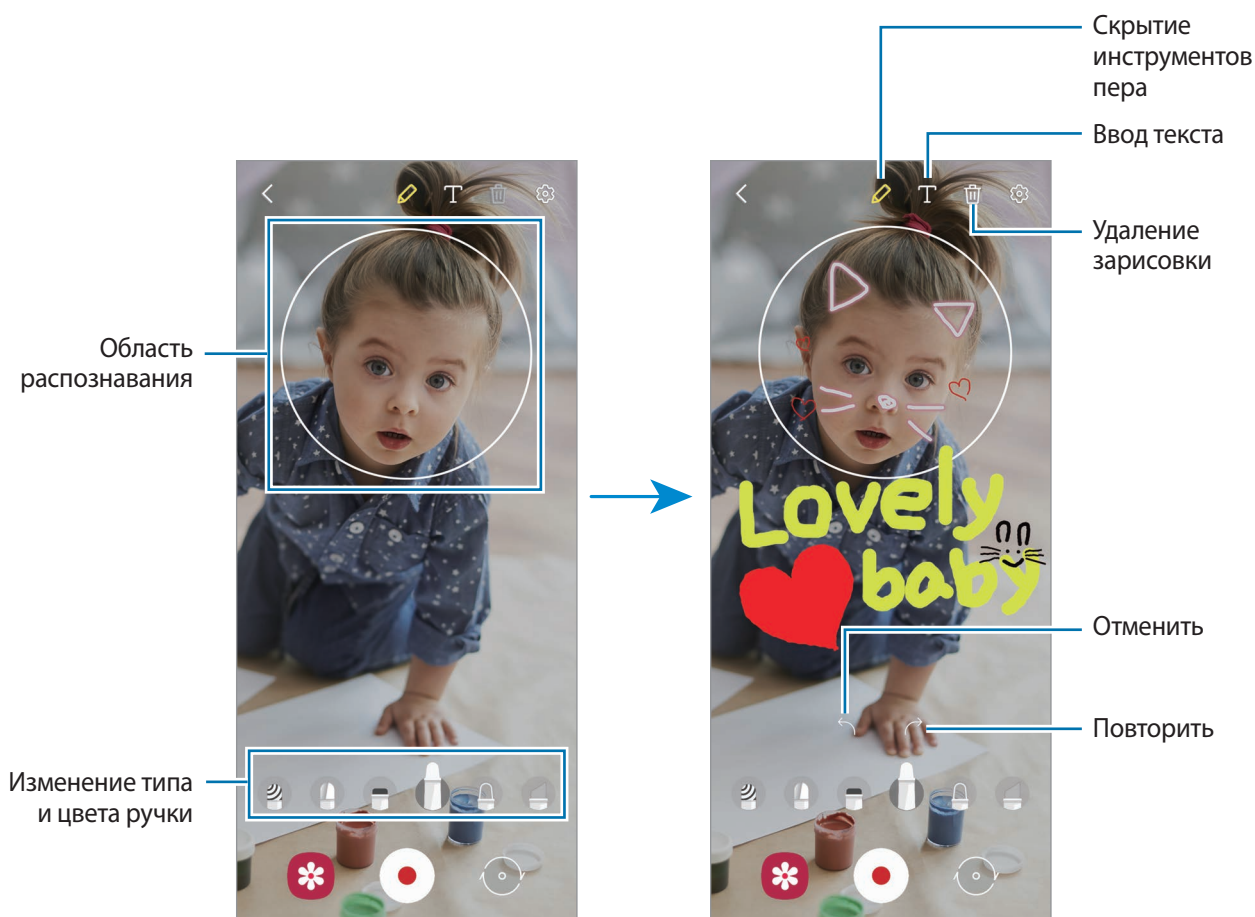 Скрытие
инструментов
пера
Ввод текста
Удаление
зарисовки
Область
распознавания
Lovely
baby
Отменить
Повторить
Изменение типа
и цвета ручки